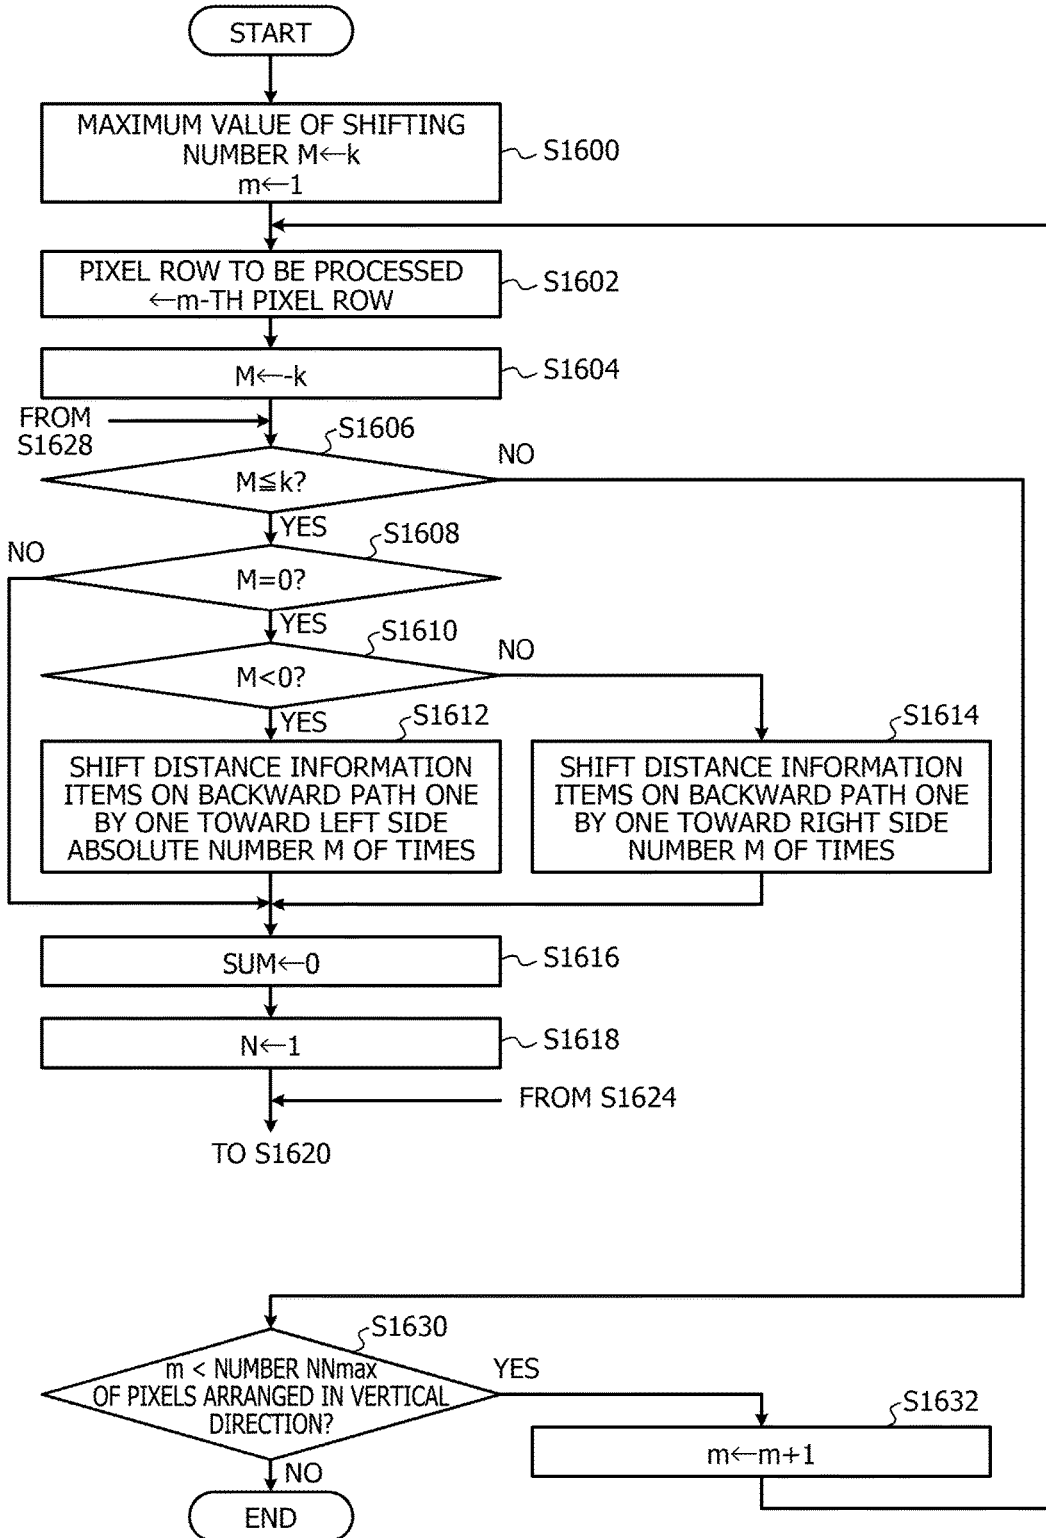 START
MAXIMUM VALUE OF SHIFTING
NUMBER M←k
m←1
S1600
PIXEL ROW TO BE PROCESSED
←m-TH PIXEL ROW
S1602
M←-k
S1604
FROM
S1628
S1606
NO
M≦k?
YES
S1608
NO
M=0?
YES
S1610
NO
M<0?
YES
S1612
S1614
SHIFT DISTANCE INFORMATION
ITEMS ON BACKWARD PATH ONE
BY ONE TOWARD LEFT SIDE
ABSOLUTE NUMBER M OF TIMES
SHIFT DISTANCE INFORMATION
ITEMS ON BACKWARD PATH ONE
BY ONE TOWARD RIGHT SIDE
NUMBER M OF TIMES
SUM←0
S1616
N←1
S1618
FROM S1624
TO S1620
S1630
m < NUMBER NNmax
OF PIXELS ARRANGED IN VERTICAL
DIRECTION?
YES
S1632
m←m+1
NO
END